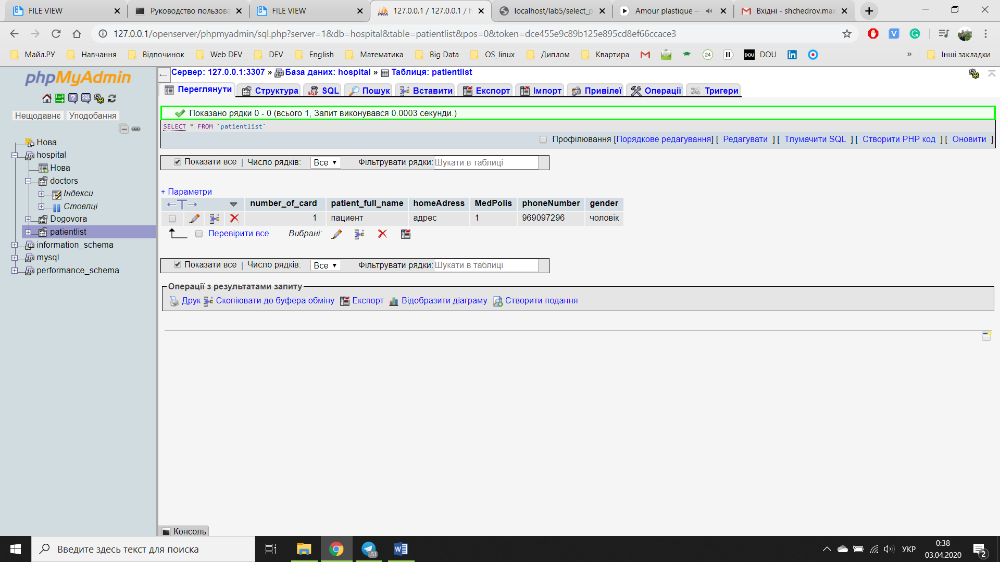 FILE VIEW
Руководство пользова
FILE VIEW
127.0.0.1 / 127.0.0.1 / h
localhost/lab5/select_p
Amour plastique —
Вхідні - shchedrov.max
127.0.0.1/openserver/phpmyadmin/sql.php?server=1&db=hospital&table=patientlist&pos=0&token=dce455e9c89b125e895cd8ef66ccace3
Майл.РУ Навчання Відпочинок Web DEV DEV English Математика Big Data OS_linux Диплом Квартира 24 DOU DOU in » Інші закладки
phpMyAdmin
Нещодавнє Уподобання
Нова
hospital
Нова
doctors
Індекси
Стовпці
Dogovora
patientlist
information_schema
mysql
performance_schema
Сервер: 127.0.0.1:3307 » База даних: hospital » Таблиця: patientlist
Переглянути Структура SQL Пошук Вставити Експорт Імпорт Привілеї Операції Тригери
Показано рядки 0 - 0 (всього 1, Запит виконувався 0.0003 секунди.)
SELECT * FROM `patientlist`
Профілювання [Порядкове редагування] [ Редагувати ] [ Тлумачити SQL ] [ Створити PHP код ] [ Оновити ]
Показати все | Число рядків: Все Фільтрувати рядки: Шукати в таблиці
+ Параметри
number_of_card patient_full_name homeAdress MedPolis phoneNumber gender
1 пациент адрес 1 969097296 чоловік
Перевірити все Вибрані:
Показати все | Число рядків: Все Фільтрувати рядки: Шукати в таблиці
Операції з результатами запиту
Друк Скопіювати до буфера обміну Експорт Відобразити діаграму Створити подання
Консоль
Введите здесь текст для поиска
УКР
0:38
03.04.2020
2